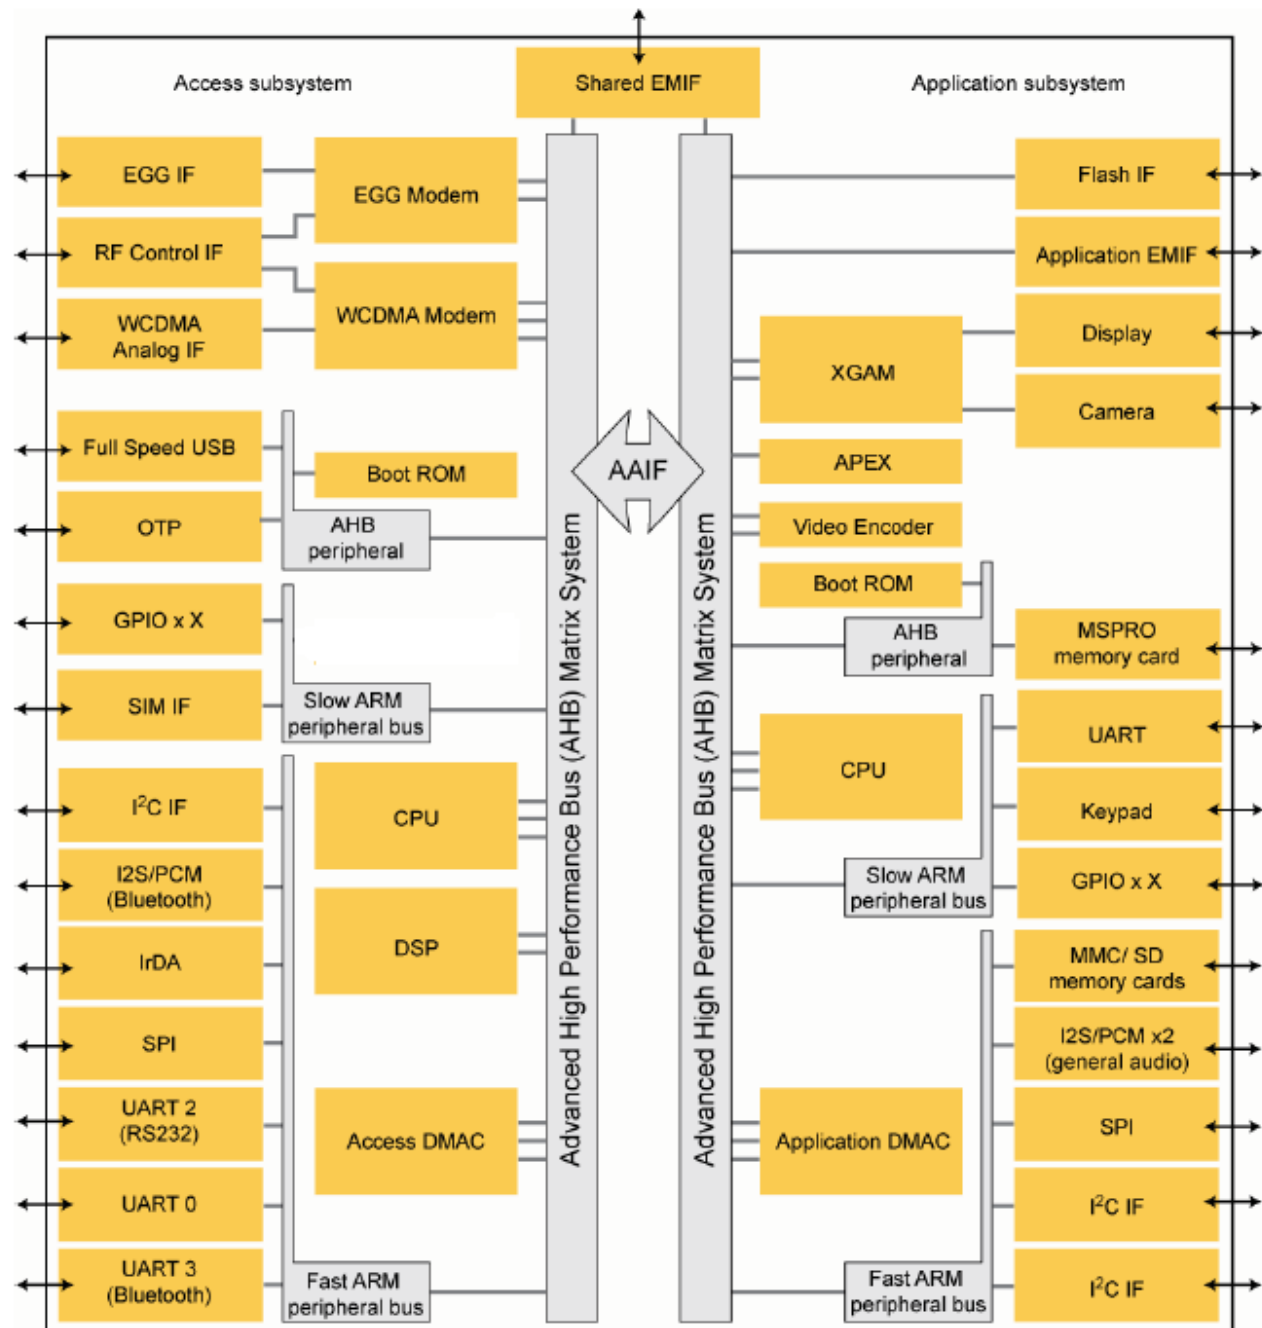 Access subsystem
Shared EMIF
Application subsystem
EGG IF
EGG Modem
RF Control IF
WCDMA Modem
WCDMA
Analog IF
Full Speed USB
Boot ROM
OTP
AHB
peripheral
GPIO x X
SIM IF
Slow ARM
peripheral bus
I²C IF
CPU
I2S/PCM
(Bluetooth)
DSP
IrDA
SPI
UART 2
(RS232)
Access DMAC
UART 0
UART 3
(Bluetooth)
Fast ARM
peripheral bus
Advanced High Performance Bus (AHB) Matrix System
AAIF
Advanced High Performance Bus (AHB) Matrix System
Flash IF
Application EMIF
XGAM
Display
Camera
APEX
Video Encoder
Boot ROM
AHB
peripheral
MSPRO
memory card
CPU
UART
Keypad
Slow ARM
peripheral bus
GPIO x X
MMC/ SD
memory cards
I2S/PCM x2
(general audio)
Application DMAC
SPI
I²C IF
Fast ARM
peripheral bus
I²C IF